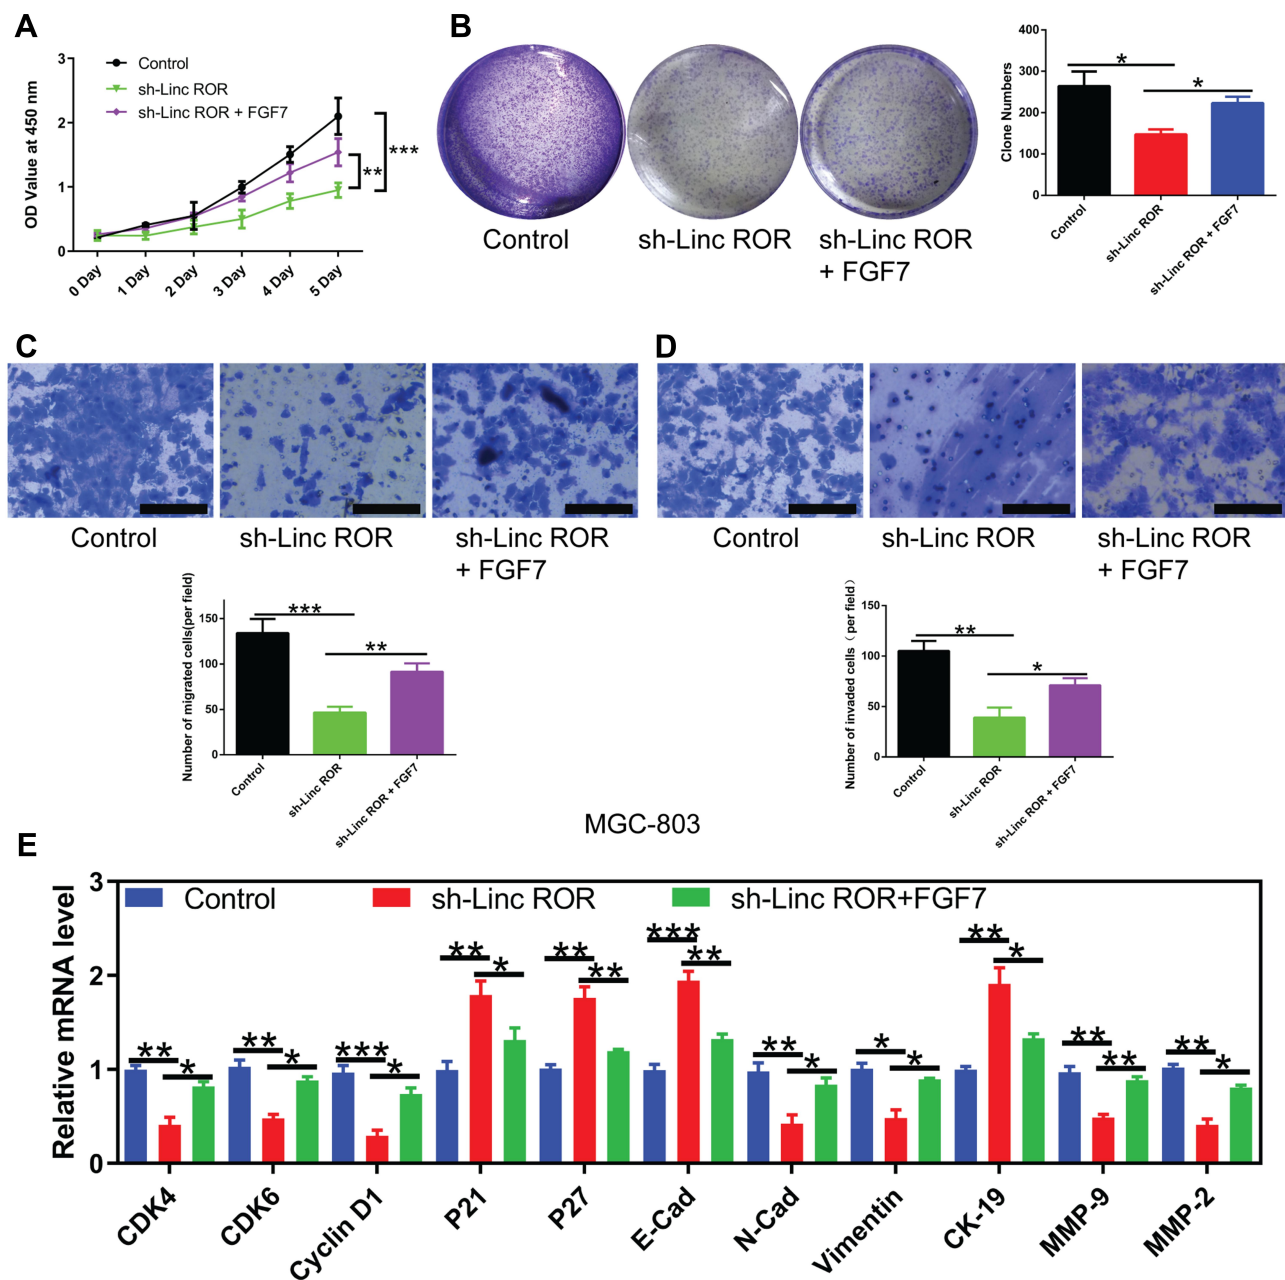 A
3
2
1
0
OD Value at 450 nm
Control
sh-Linc ROR
sh-Linc ROR + FGF7
***
**
0 Day
1 Day
2 Day
3 Day
4 Day
5 Day
B
Control
sh-Linc ROR
sh-Linc ROR
+ FGF7
400
300
200
100
0
Clone Numbers
*
*
Control
sh-Linc ROR
sh-Linc ROR + FGF7
C
Control
sh-Linc ROR
sh-Linc ROR
+ FGF7
Number of migrated cells(per field)
150
100
50
0
***
**
Control
sh-Linc ROR
sh-Linc ROR + FGF7
D
Control
sh-Linc ROR
sh-Linc ROR
+ FGF7
Number of invaded cells（per field）
150
100
50
0
**
*
Control
sh-Linc ROR
sh-Linc ROR + FGF7
MGC-803
E
Relative mRNA level
3
2
1
0
Control
sh-Linc ROR
sh-Linc ROR+FGF7
**
*
**
*
***
*
**
*
**
**
***
**
**
*
*
*
**
*
**
**
**
*
CDK4
CDK6
Cyclin D1
P21
P27
E-Cad
N-Cad
Vimentin
CK-19
MMP-9
MMP-2